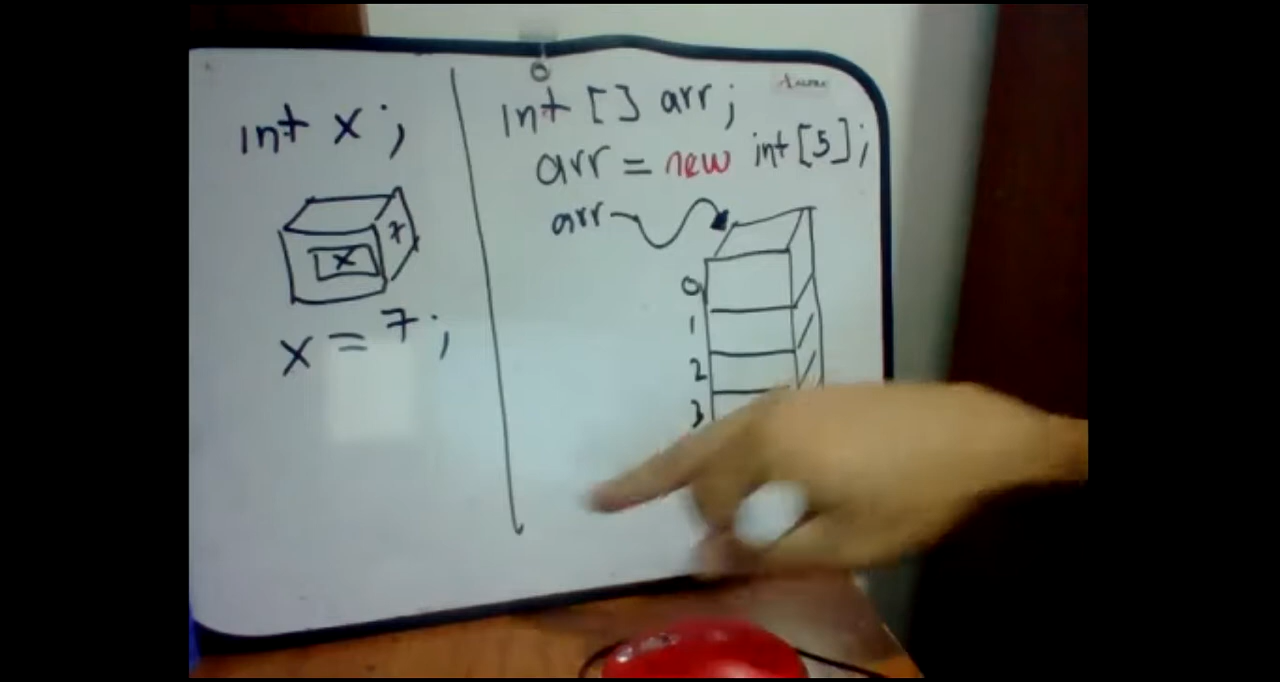 int x;
x
7
x = 7;
int [] arr;
arr = new int [5];
arr
0
1
2
3